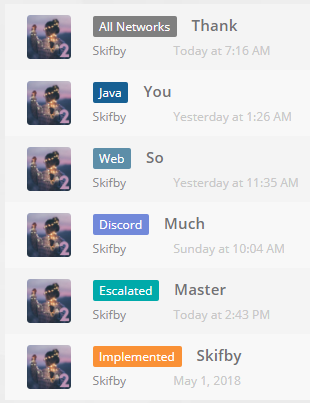 All Networks Thank
Skifby Today at 7:16 AM
Java You
Skifby Yesterday at 1:26 AM
Web So
Skifby Yesterday at 11:35 AM
Discord Much
Skifby Sunday at 10:04 AM
Escalated Master
Skifby Today at 2:43 PM
Implemented Skifby
Skifby May 1, 2018